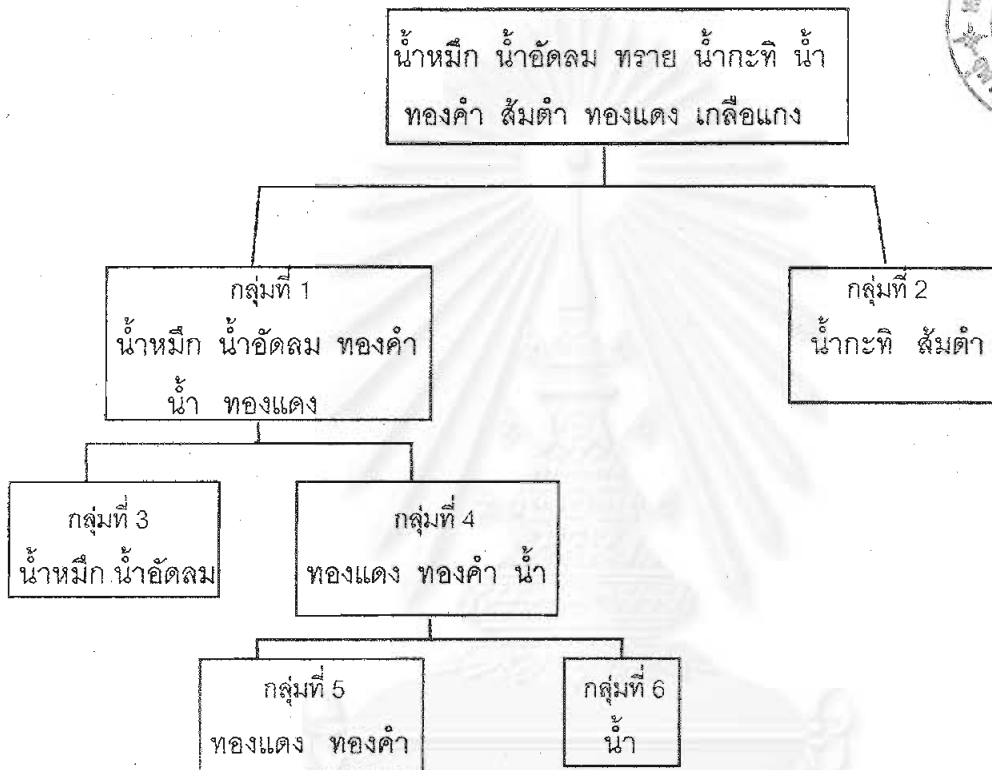 น้ำหมึก น้ำอัดลม ทราย น้ำกะทิ น้ำ
ทองคำ ส้มตำ ทองแดง เกลือแกง
กลุ่มที่ 1
น้ำหมึก น้ำอัดลม ทองคำ
น้ำ ทองแดง
กลุ่มที่ 2
น้ำกะทิ ส้มตำ
กลุ่มที่ 3
น้ำหมึก น้ำอัดลม
กลุ่มที่ 4
ทองแดง ทองคำ น้ำ
กลุ่มที่ 5
ทองแดง ทองคำ
กลุ่มที่ 6
น้ำ